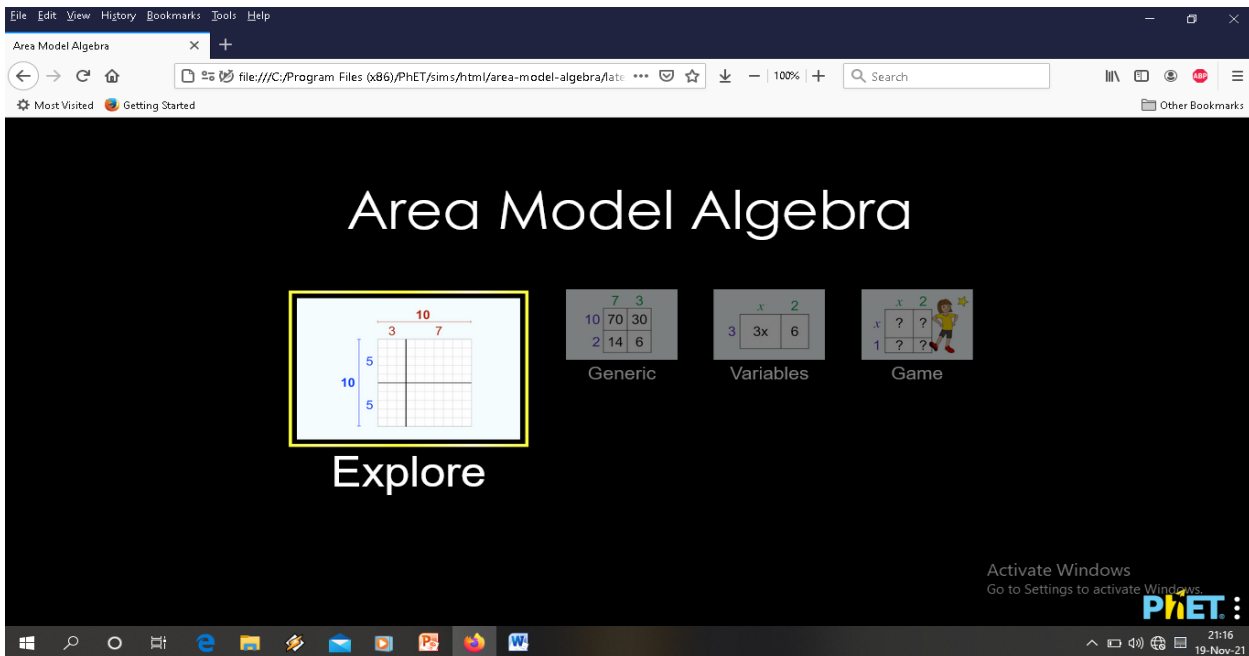 File Edit View History Bookmarks Tools Help
Area Model Algebra
file:///C:/Program Files (x86)/PhET/sims/html/area-model-algebra/late 100% Search
Most Visited Getting Started Other Bookmarks
Area Model Algebra
10
3 7
5
10
5
7 3
10 70 30
2 14 6
x 2
3 3x 6
x 2
x ? ?
1 ? ?
Explore
Generic
Variables
Game
Activate Windows
Go to Settings to activate Windows.
PhET
21:16
19-Nov-21